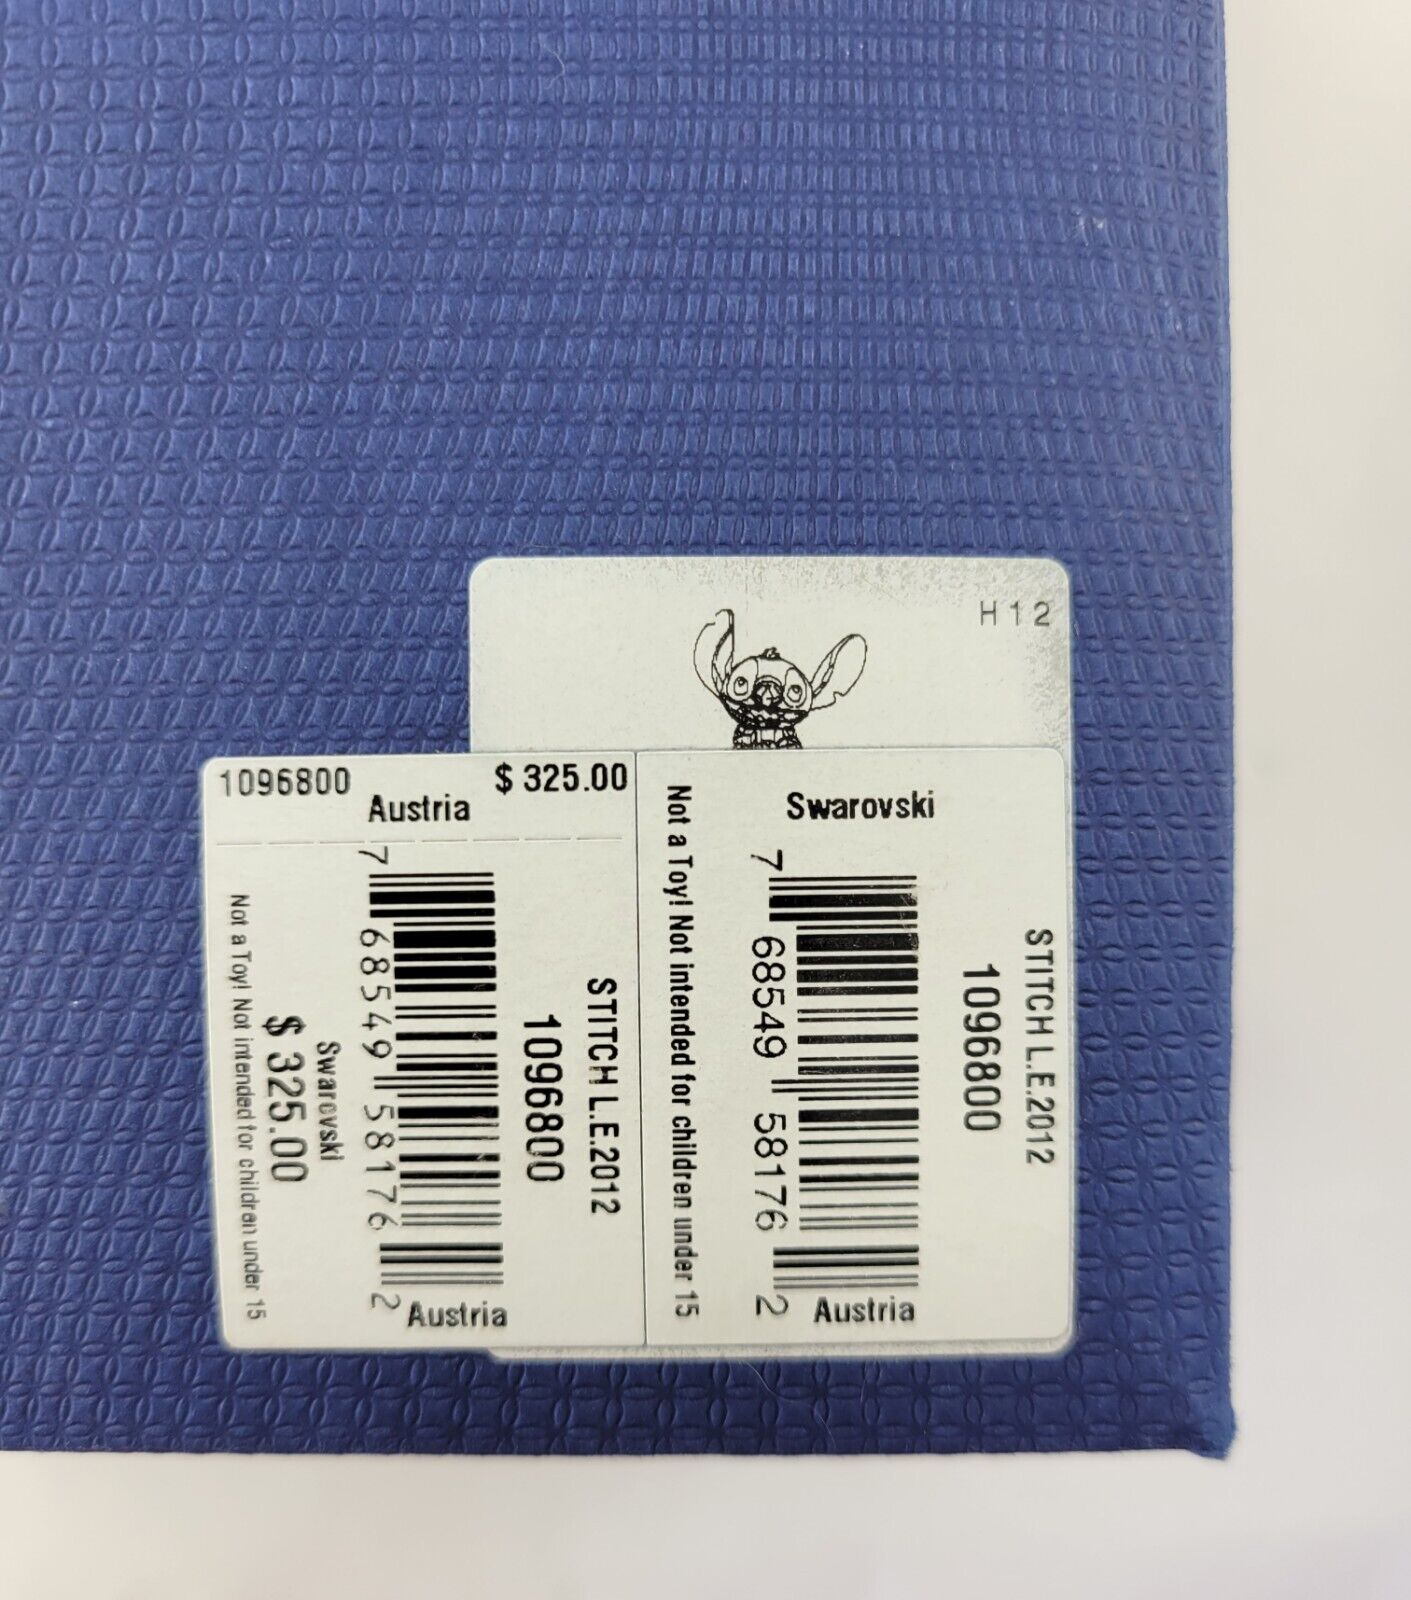 H12
1096800
$ 325.00
Austria
7 68549 58176 2
STITCH L.E.2012
1096800
Swarovski
$ 325.00
Not a Toy! Not intended for children under 15
Austria
Swarovski
Not a Toy! Not intended for children under 15
7 68549 58176 2
1096800
STITCH L.E.2012
Austria